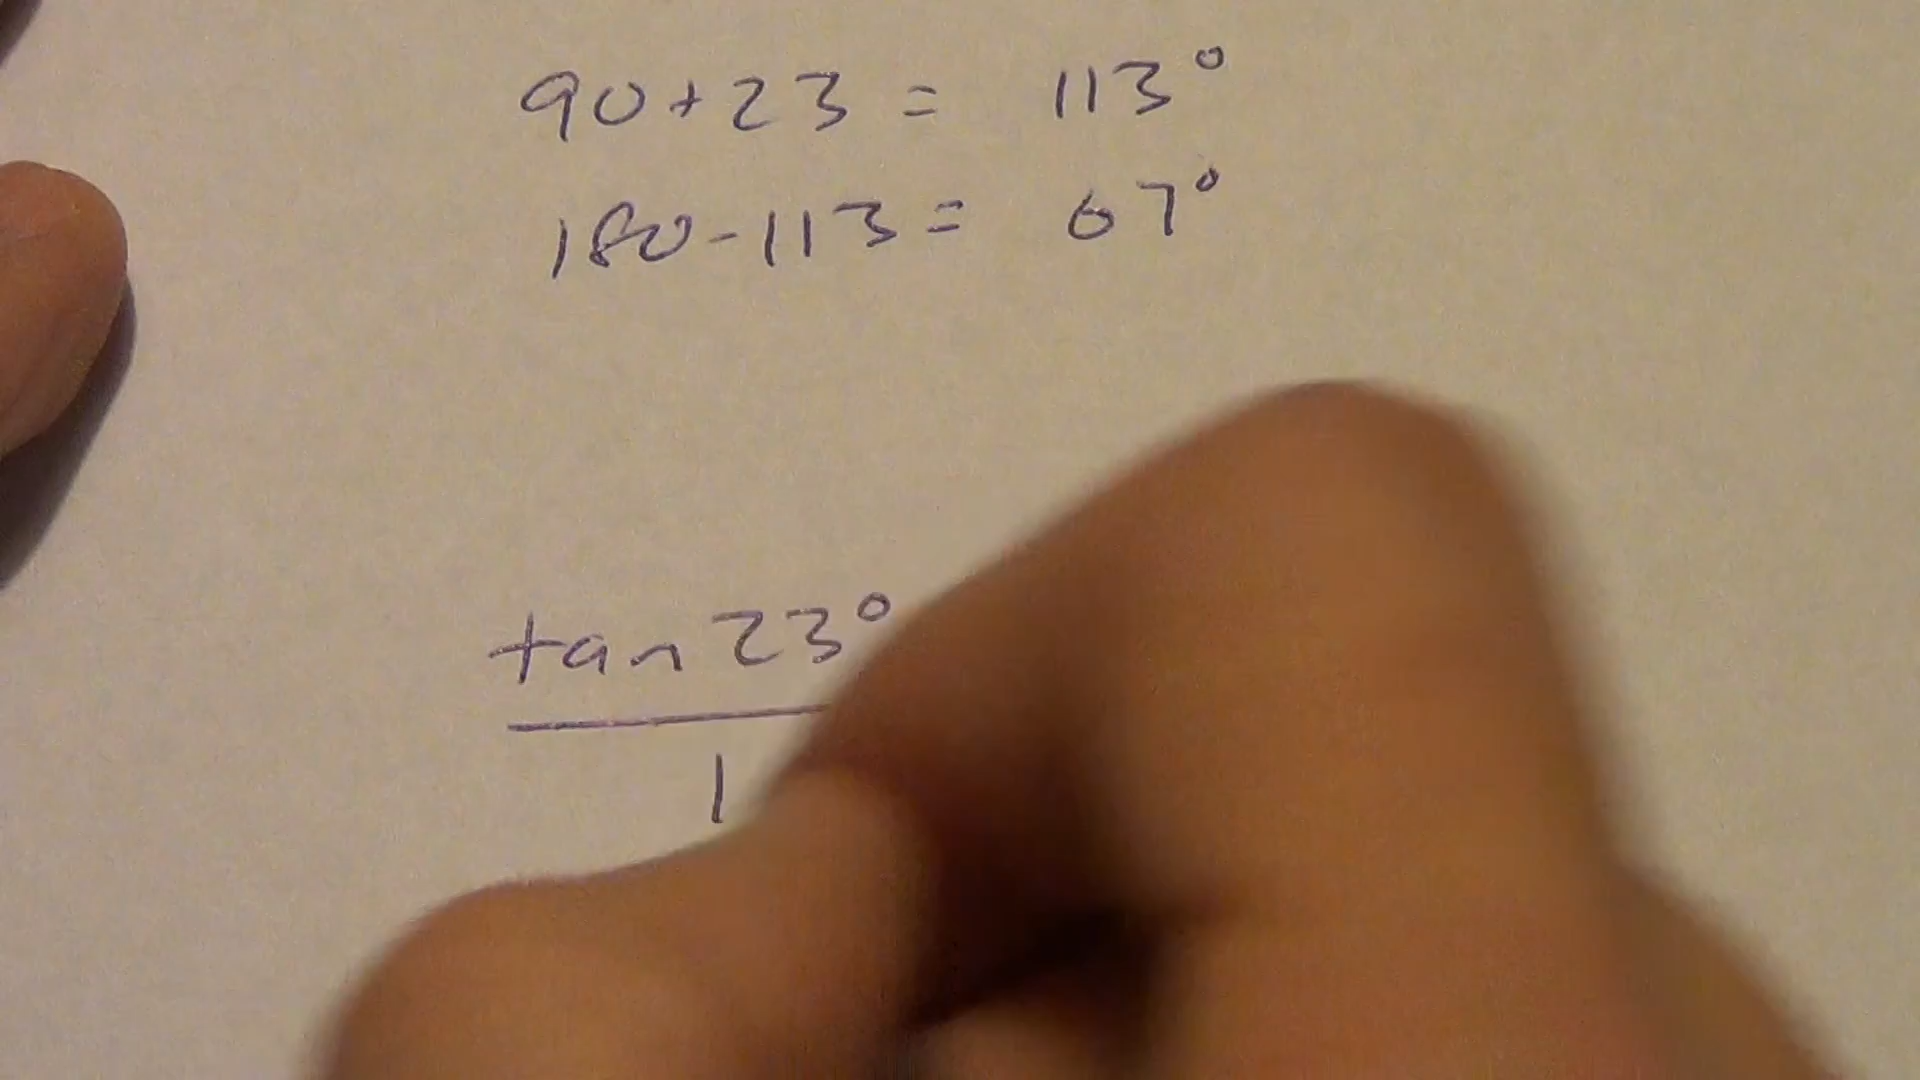 90+23 = 113°
180-113 = 67°
tan 23°
1